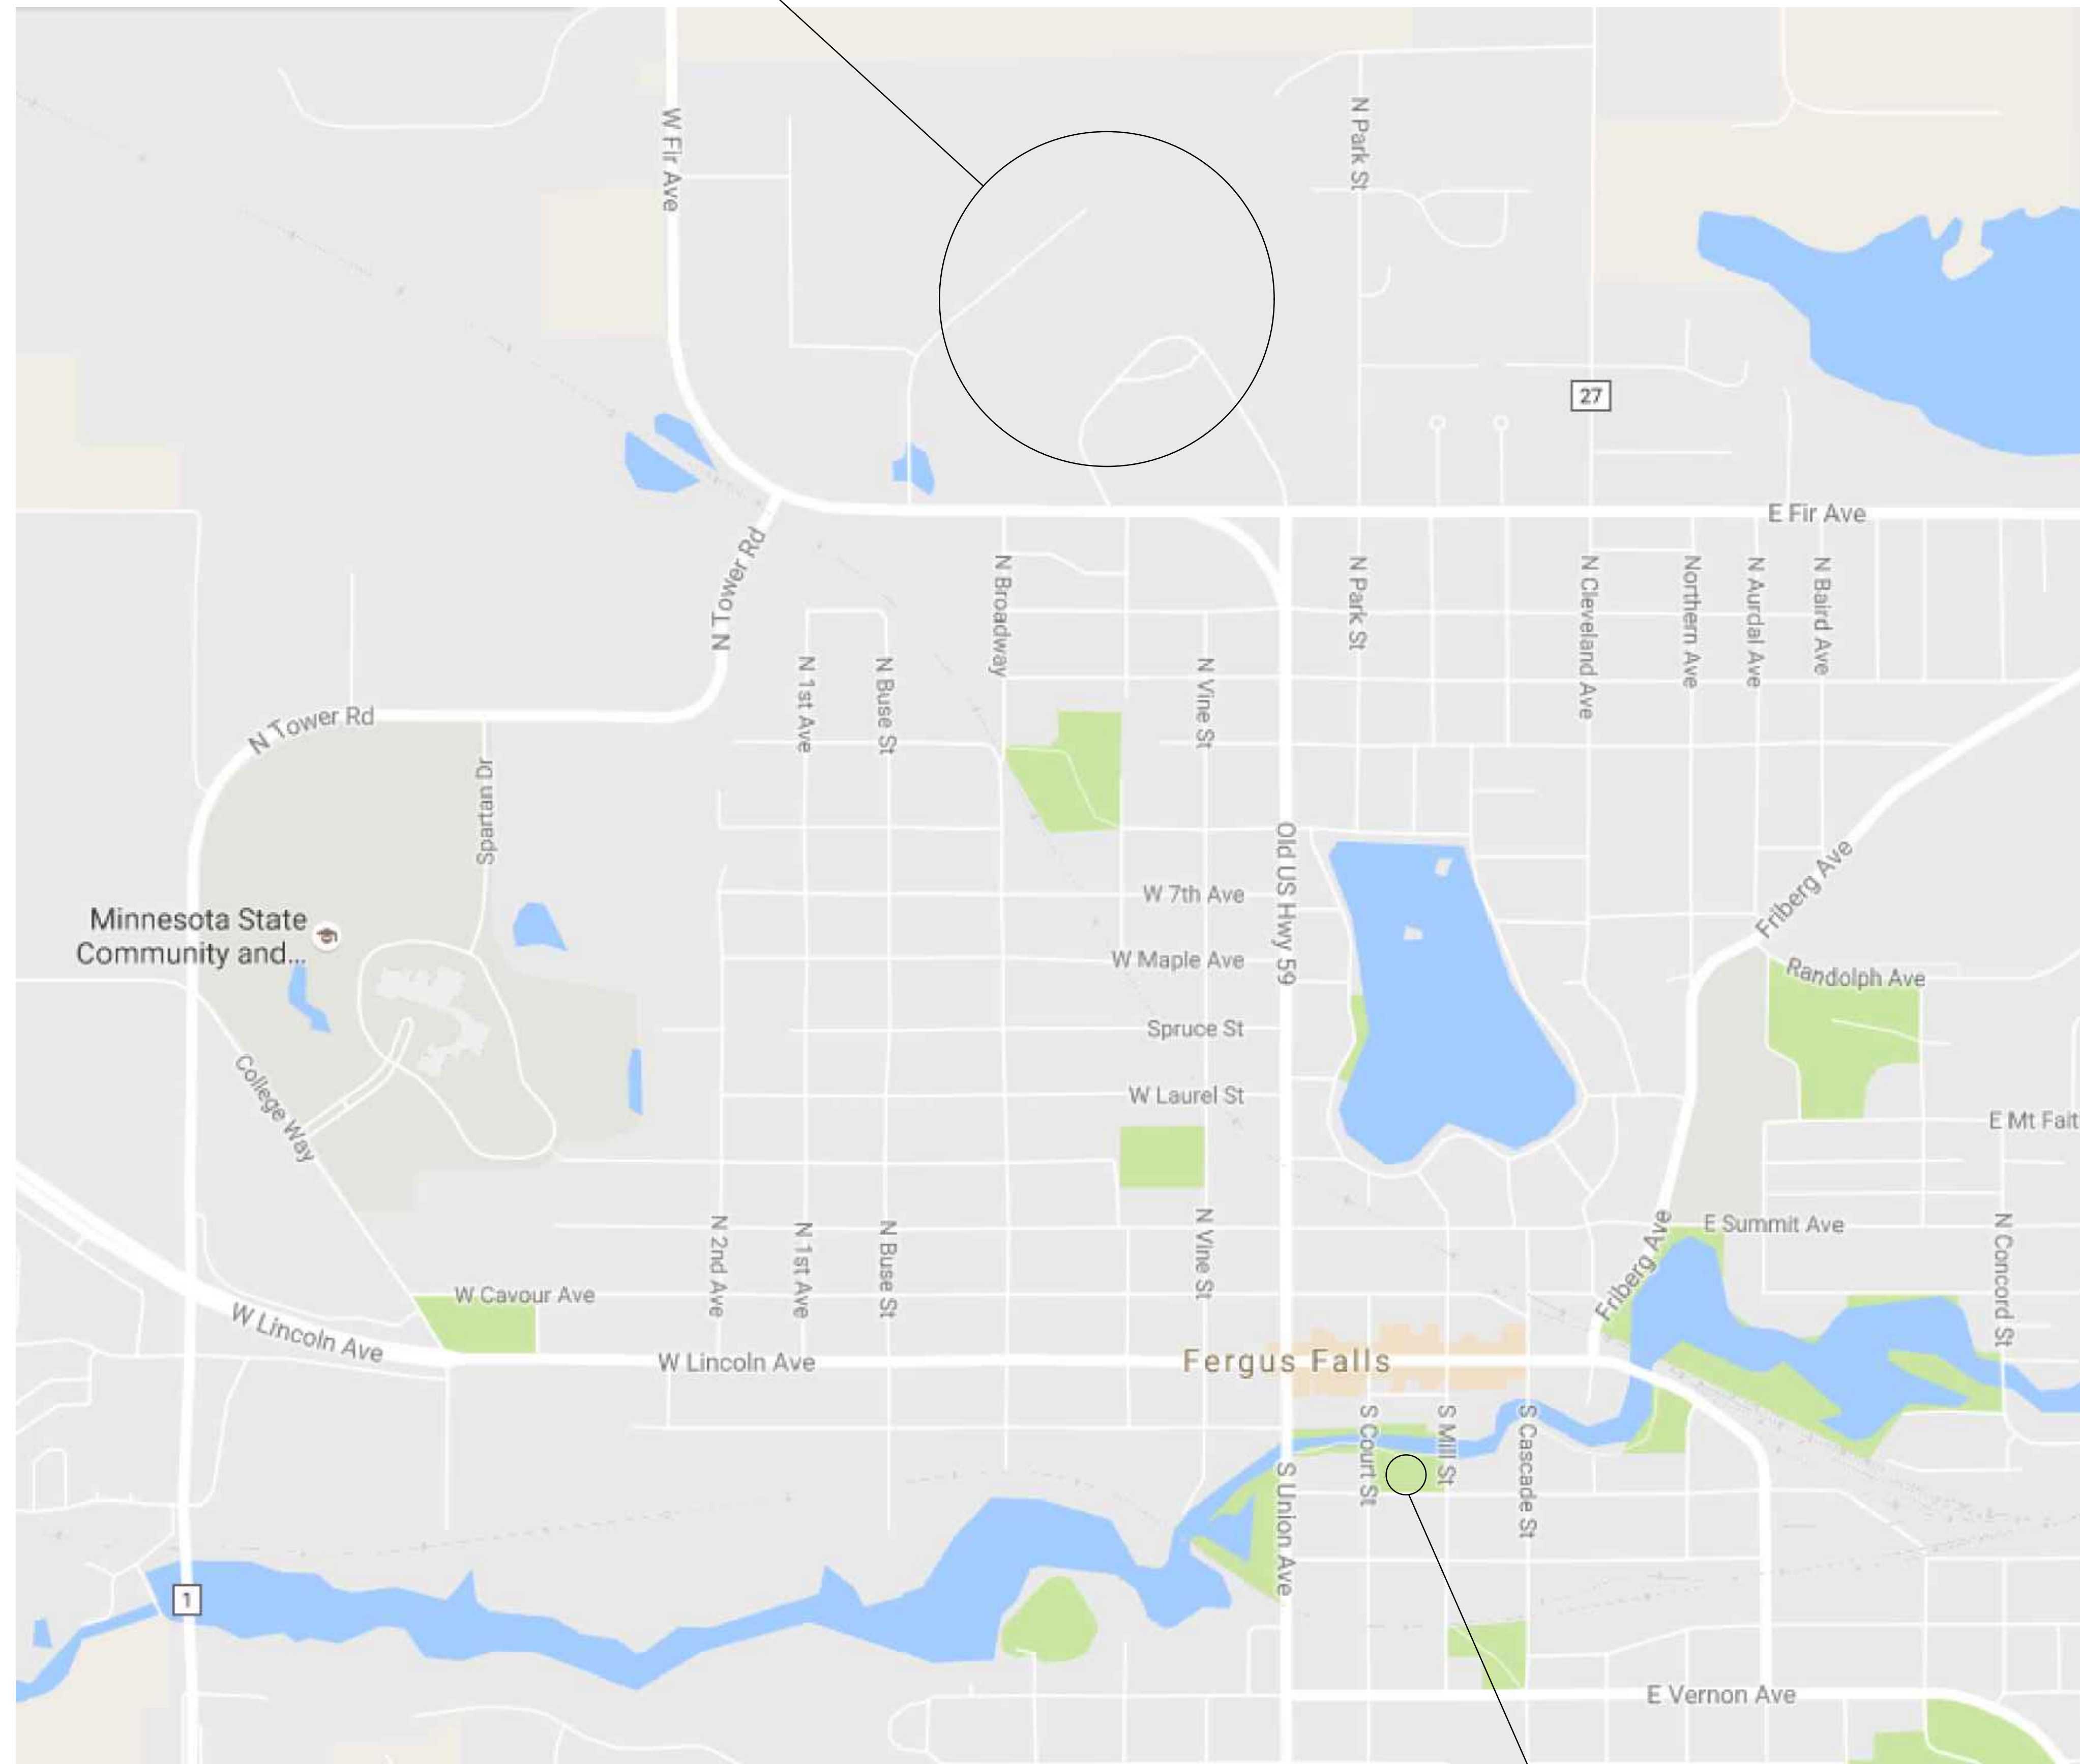 N Park St
W Fir Ave
27
E Fir Ave
N Tower Rd
N Broadway
N Park St
N Cleveland Ave
Northern Ave
N Aurdal Ave
N Baird Ave
N 1st Ave
N Buse St
N Vine St
N Tower Rd
Spartan Dr
Old US Hwy 59
Friberg Ave
W 7th Ave
Minnesota State
Community and...
W Maple Ave
Randolph Ave
Spruce St
W Laurel St
College Way
E Mt Fait
N 2nd Ave
N 1st Ave
N Buse St
N Vine St
Friberg Ave
E Summit Ave
N Concord St
W Cavour Ave
W Lincoln Ave
W Lincoln Ave
Fergus Falls
S Court St
S Mill St
S Cascade St
S Union Ave
1
E Vernon Ave